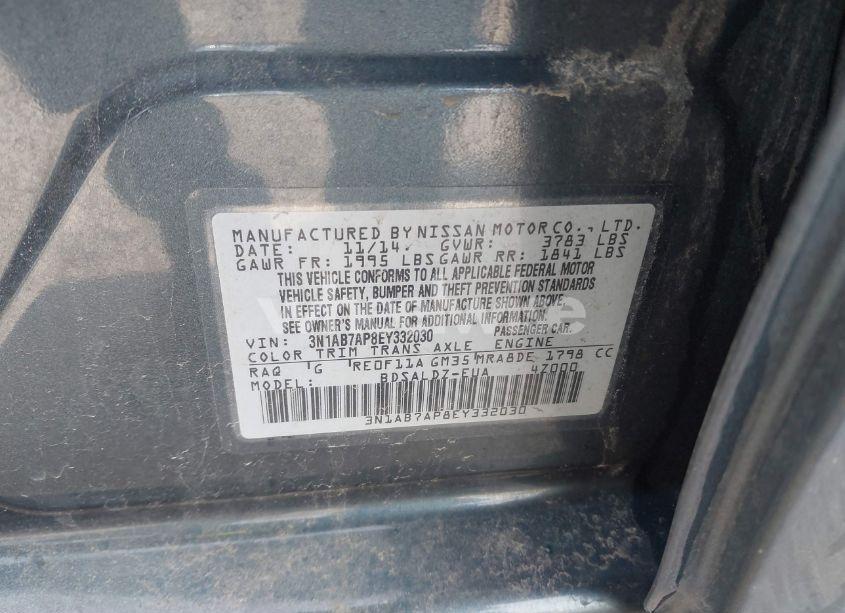 MANUFACTURED BY NISSAN MOTOR CO., LTD.
DATE: 11/14 GVWR: 3783 LBS
GAWR FR: 1995 LBS GAWR RR: 1841 LBS
THIS VEHICLE CONFORMS TO ALL APPLICABLE FEDERAL MOTOR
VEHICLE SAFETY, BUMPER AND THEFT PREVENTION STANDARDS
IN EFFECT ON THE DATE OF MANUFACTURE SHOWN ABOVE.
SEE OWNER'S MANUAL FOR ADDITIONAL INFORMATION.
VIN: 3N1AB7AP8EY332030 PASSENGER CAR.
COLOR TRIM TRANS AXLE ENGINE
RAQ G RE0F11A GM35 MRA8DE 1798 CC
MODEL: BDSALDZ-EUA 4Z000
3N1AB7AP8EY332030